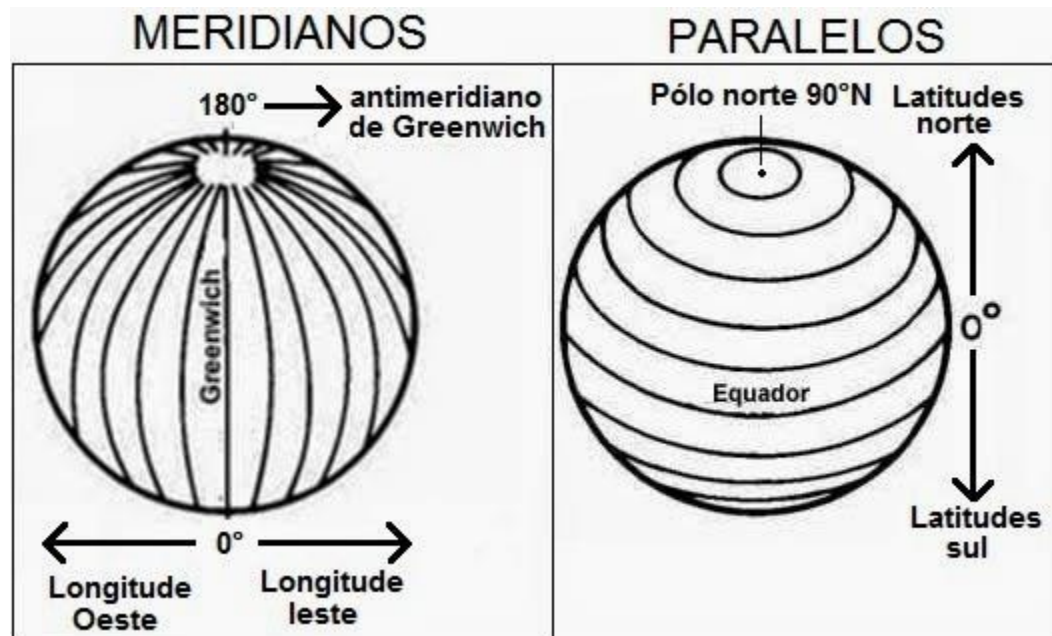 MERIDIANOS
180°
antimeridiano
de Greenwich
Greenwich
0°
Longitude
Oeste
Longitude
leste
PARALELOS
Pólo norte 90°N
Latitudes
norte
0°
Equador
Latitudes
sul